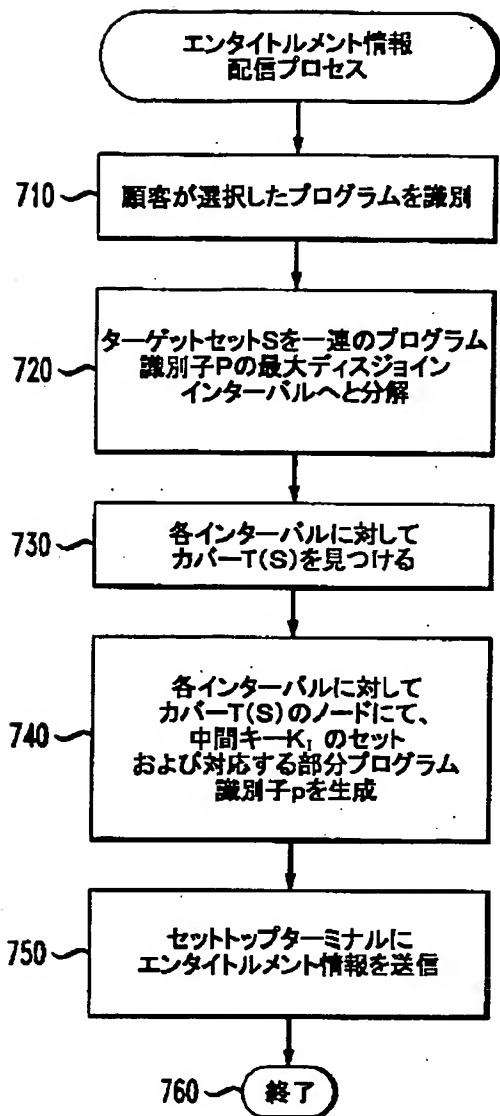 エンタイトルメント情報
配信プロセス
710
顧客が選択したプログラムを識別
720
ターゲットセットSを一連のプログラム
識別子Pの最大ディスジョイン
インターバルへと分解
730
各インターバルに対して
カバーT(S)を見つける
740
各インターバルに対して
カバーT(S)のノードにて、
中間キーK_I のセット
および対応する部分プログラム
識別子pを生成
750
セットトップターミナルに
エンタイトルメント情報を送信
760
終了